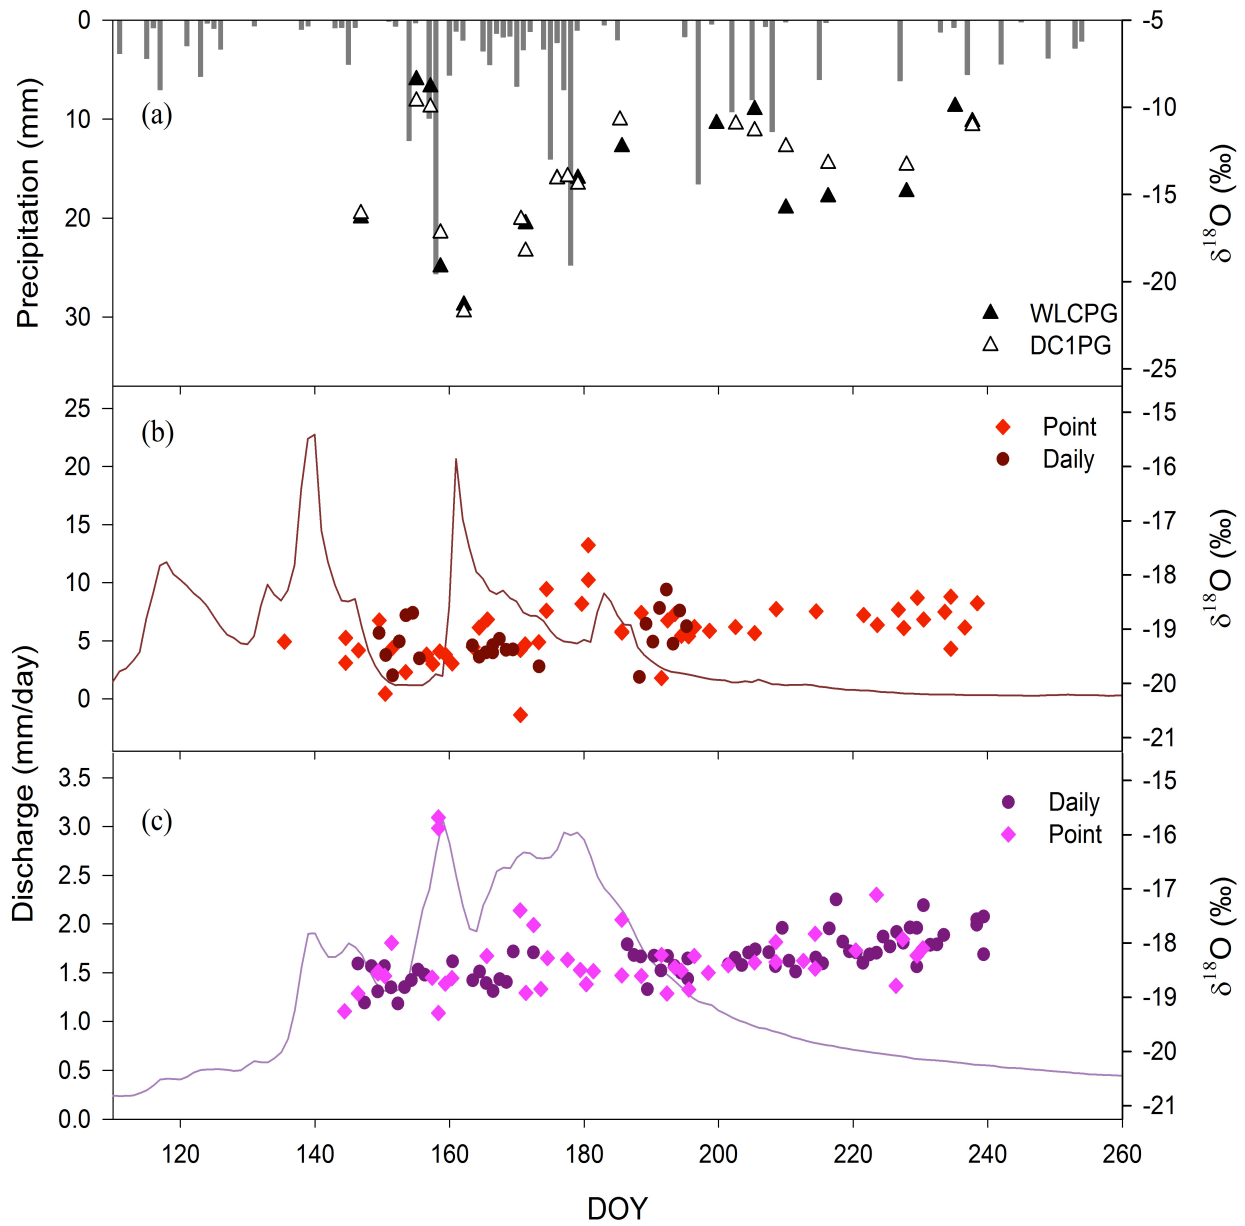 0
10
20
30
Precipitation (mm)
(a)
-5
-10
-15
-20
-25
δ18O (‰)
WLCPG
DC1PG
25
20
15
10
5
0
(b)
Point
Daily
-15
-16
-17
-18
-19
-20
-21
δ18O (‰)
Discharge (mm/day)
3.5
3.0
2.5
2.0
1.5
1.0
0.5
0.0
(c)
Daily
Point
-15
-16
-17
-18
-19
-20
-21
δ18O (‰)
120 140 160 180 200 220 240 260
DOY